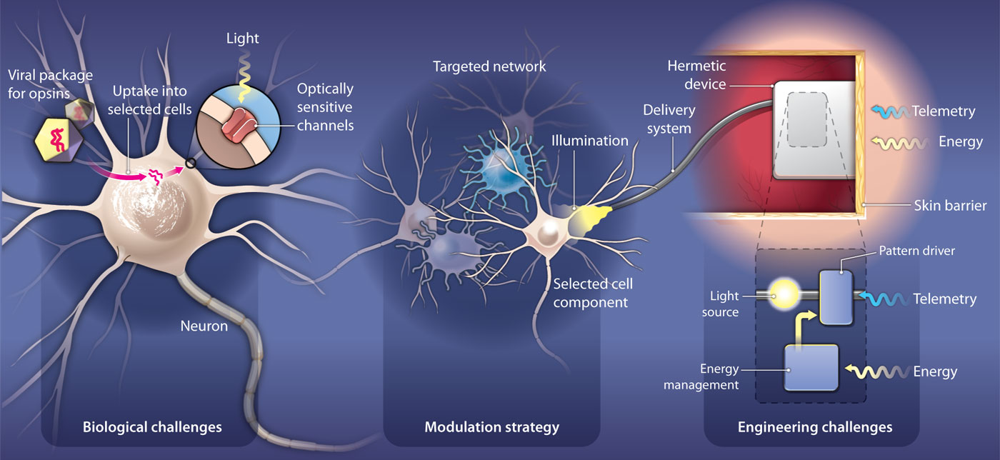 Light
Viral package
for opsins
Uptake into
selected cells
Optically
sensitive
channels
Neuron
Biological challenges
Targeted network
Illumination
Selected cell
component
Modulation strategy
Hermetic
device
Delivery
system
Telemetry
Energy
Skin barrier
Pattern driver
Light
source
Telemetry
Energy
management
Energy
Engineering challenges